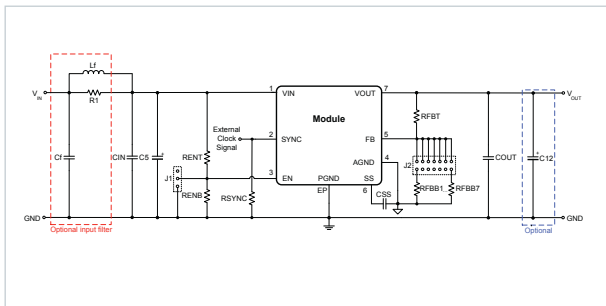 Lf
V IN
R1
1
VIN
VOUT
7
V OUT
Module
RFBT
External
Clock
Signal
2
SYNC
FB
5
Cf
CIN
C5
+
RENT
AGND
4
J2
COUT
+
C12
J1
3
EN
PGND
SS
RENB
RSYNC
EP
6
CSS
RFBB1
RFBB7
GND
GND
Optional input filter
Optional